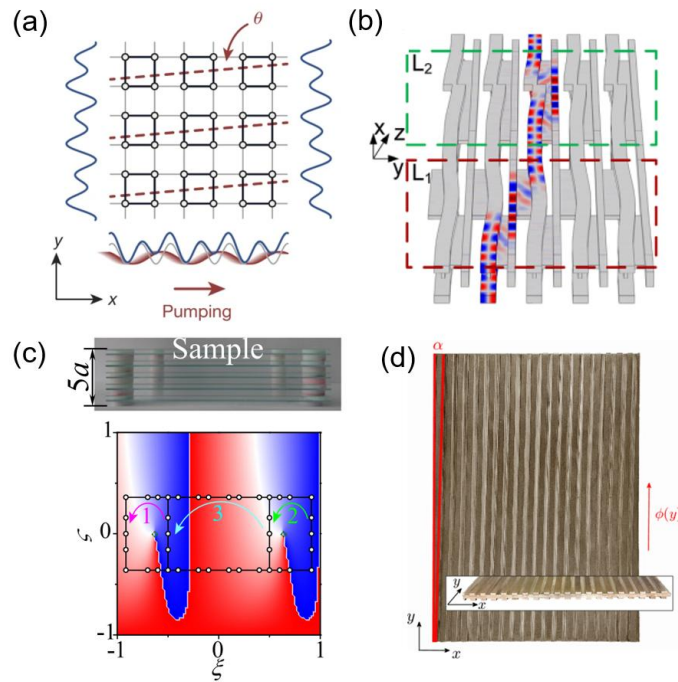 (a)
θ
y
x
Pumping
(b)
L₂
x
z
y
L₁
(c)
Sample
5a
1
ζ
0
-1
1
3
2
-1
0
1
ξ
(d)
α
ϕ(y)
y
x
y
x